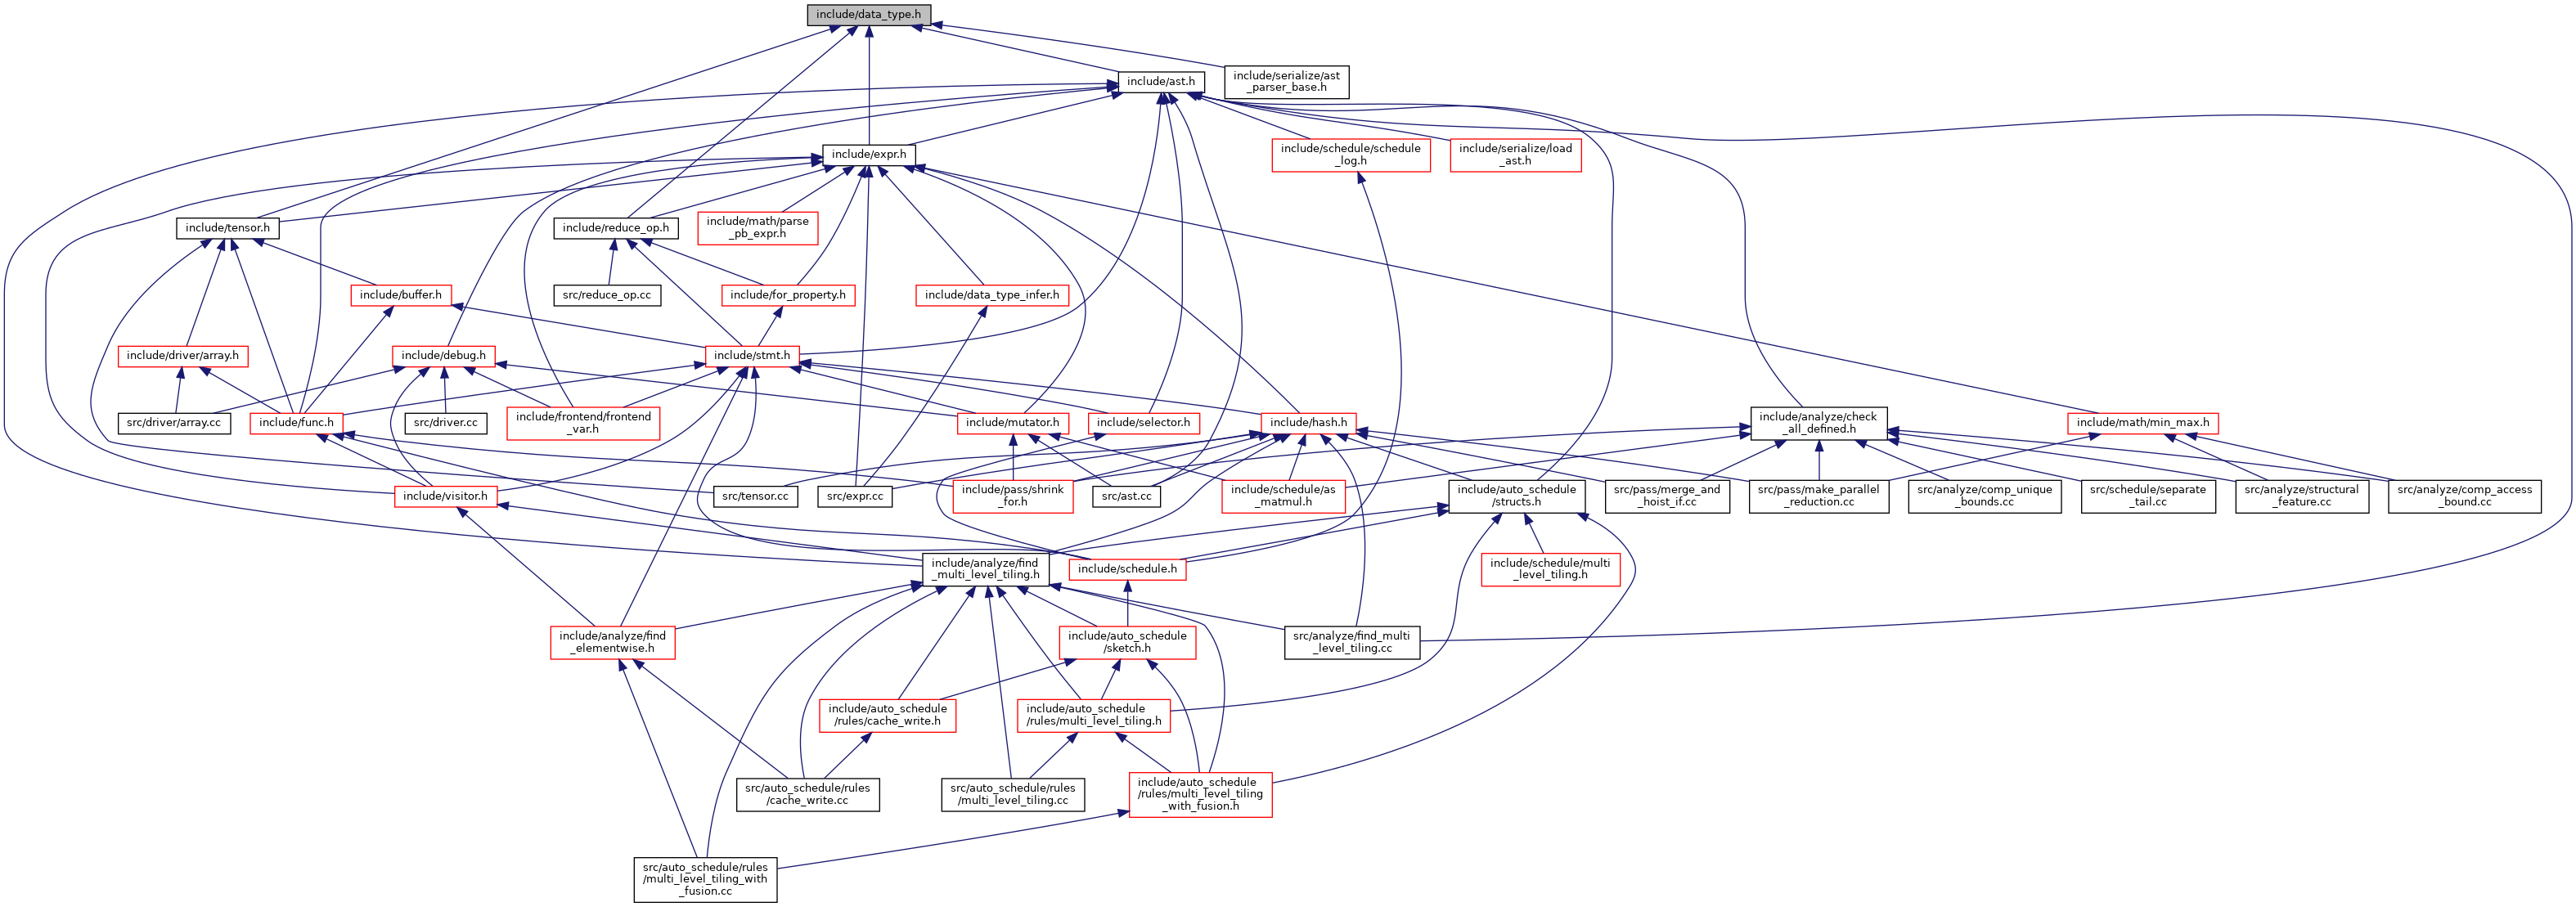 include/data_type.h
include/ast.h
include/serialize/ast
_parser_base.h
include/expr.h
include/schedule/schedule
_log.h
include/serialize/load
_ast.h
include/tensor.h
include/reduce_op.h
include/math/parse
_pb_expr.h
include/buffer.h
src/reduce_op.cc
include/for_property.h
include/data_type_infer.h
include/driver/array.h
include/debug.h
include/stmt.h
src/driver/array.cc
include/func.h
src/driver.cc
include/frontend/frontend
_var.h
include/mutator.h
include/selector.h
include/hash.h
include/analyze/check
_all_defined.h
include/math/min_max.h
include/visitor.h
src/tensor.cc
src/expr.cc
include/pass/shrink
_for.h
src/ast.cc
include/schedule/as
_matmul.h
include/auto_schedule
/structs.h
src/pass/merge_and
_hoist_if.cc
src/pass/make_parallel
_reduction.cc
src/analyze/comp_unique
_bounds.cc
src/schedule/separate
_tail.cc
src/analyze/structural
_feature.cc
src/analyze/comp_access
_bound.cc
include/analyze/find
_multi_level_tiling.h
include/schedule.h
include/schedule/multi
_level_tiling.h
include/analyze/find
_elementwise.h
include/auto_schedule
/sketch.h
src/analyze/find_multi
_level_tiling.cc
include/auto_schedule
/rules/cache_write.h
include/auto_schedule
/rules/multi_level_tiling.h
src/auto_schedule/rules
/cache_write.cc
src/auto_schedule/rules
/multi_level_tiling.cc
include/auto_schedule
/rules/multi_level_tiling
_with_fusion.h
src/auto_schedule/rules
/multi_level_tiling_with
_fusion.cc